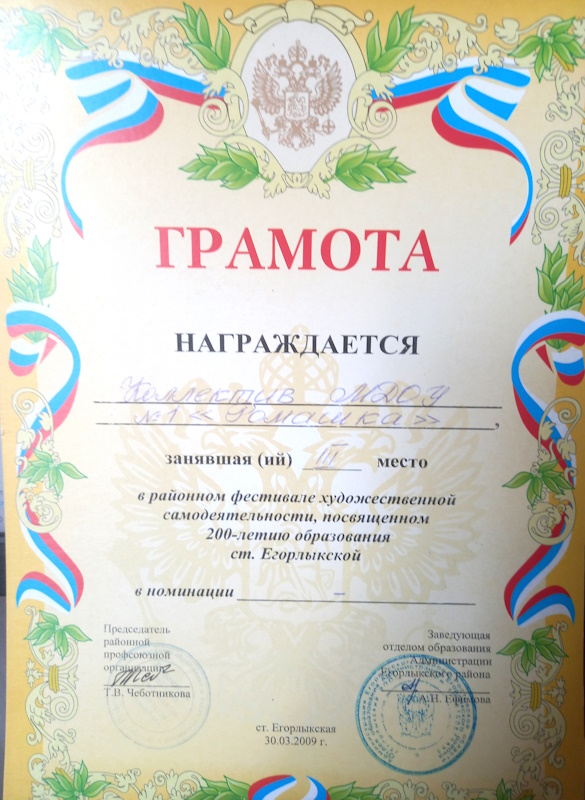 ГРАМОТА
НАГРАЖДАЕТСЯ
Коллектив МДОУ
№1 «Ромашка»,
занявшая (ий) III место
в районном фестивале художественной
самодеятельности, посвященном
200-летию образования
ст. Егорлыкской
в номинации –
Председатель
районной
профсоюзной
организации
Т.В. Чеботникова
Заведующая
отделом образования
Администрации
Егорлыкского района
А.Н. Ефимова
ст. Егорлыкская
30.03.2009 г.